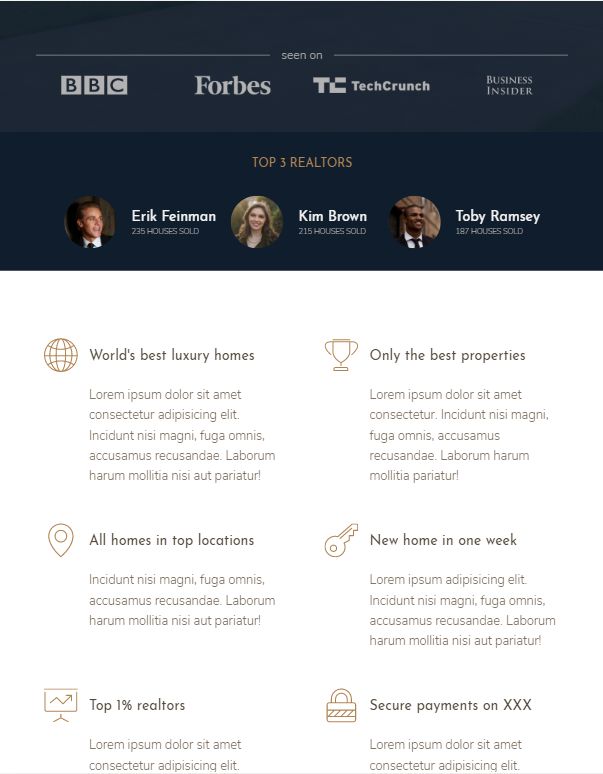 seen on
BBC
Forbes
TC TechCrunch
BUSINESS
INSIDER
TOP 3 REALTORS
Erik Feinman
235 HOUSES SOLD
Kim Brown
215 HOUSES SOLD
Toby Ramsey
187 HOUSES SOLD
World's best luxury homes
Lorem ipsum dolor sit amet
consectetur adipisicing elit.
Incidunt nisi magni, fuga omnis,
accusamus recusandae. Laborum
harum mollitia nisi aut pariatur!
Only the best properties
Lorem ipsum dolor sit amet
consectetur. Incidunt nisi magni,
fuga omnis, accusamus
recusandae. Laborum harum
mollitia pariatur!
All homes in top locations
Incidunt nisi magni, fuga omnis,
accusamus recusandae. Laborum
harum mollitia nisi aut pariatur!
New home in one week
Lorem ipsum adipisicing elit.
Incidunt nisi magni, fuga omnis,
accusamus recusandae. Laborum
harum mollitia nisi aut pariatur!
Top 1% realtors
Lorem ipsum dolor sit amet
consectetur adipisicing elit.
Secure payments on XXX
Lorem ipsum dolor sit amet
consectetur adipisicing elit.